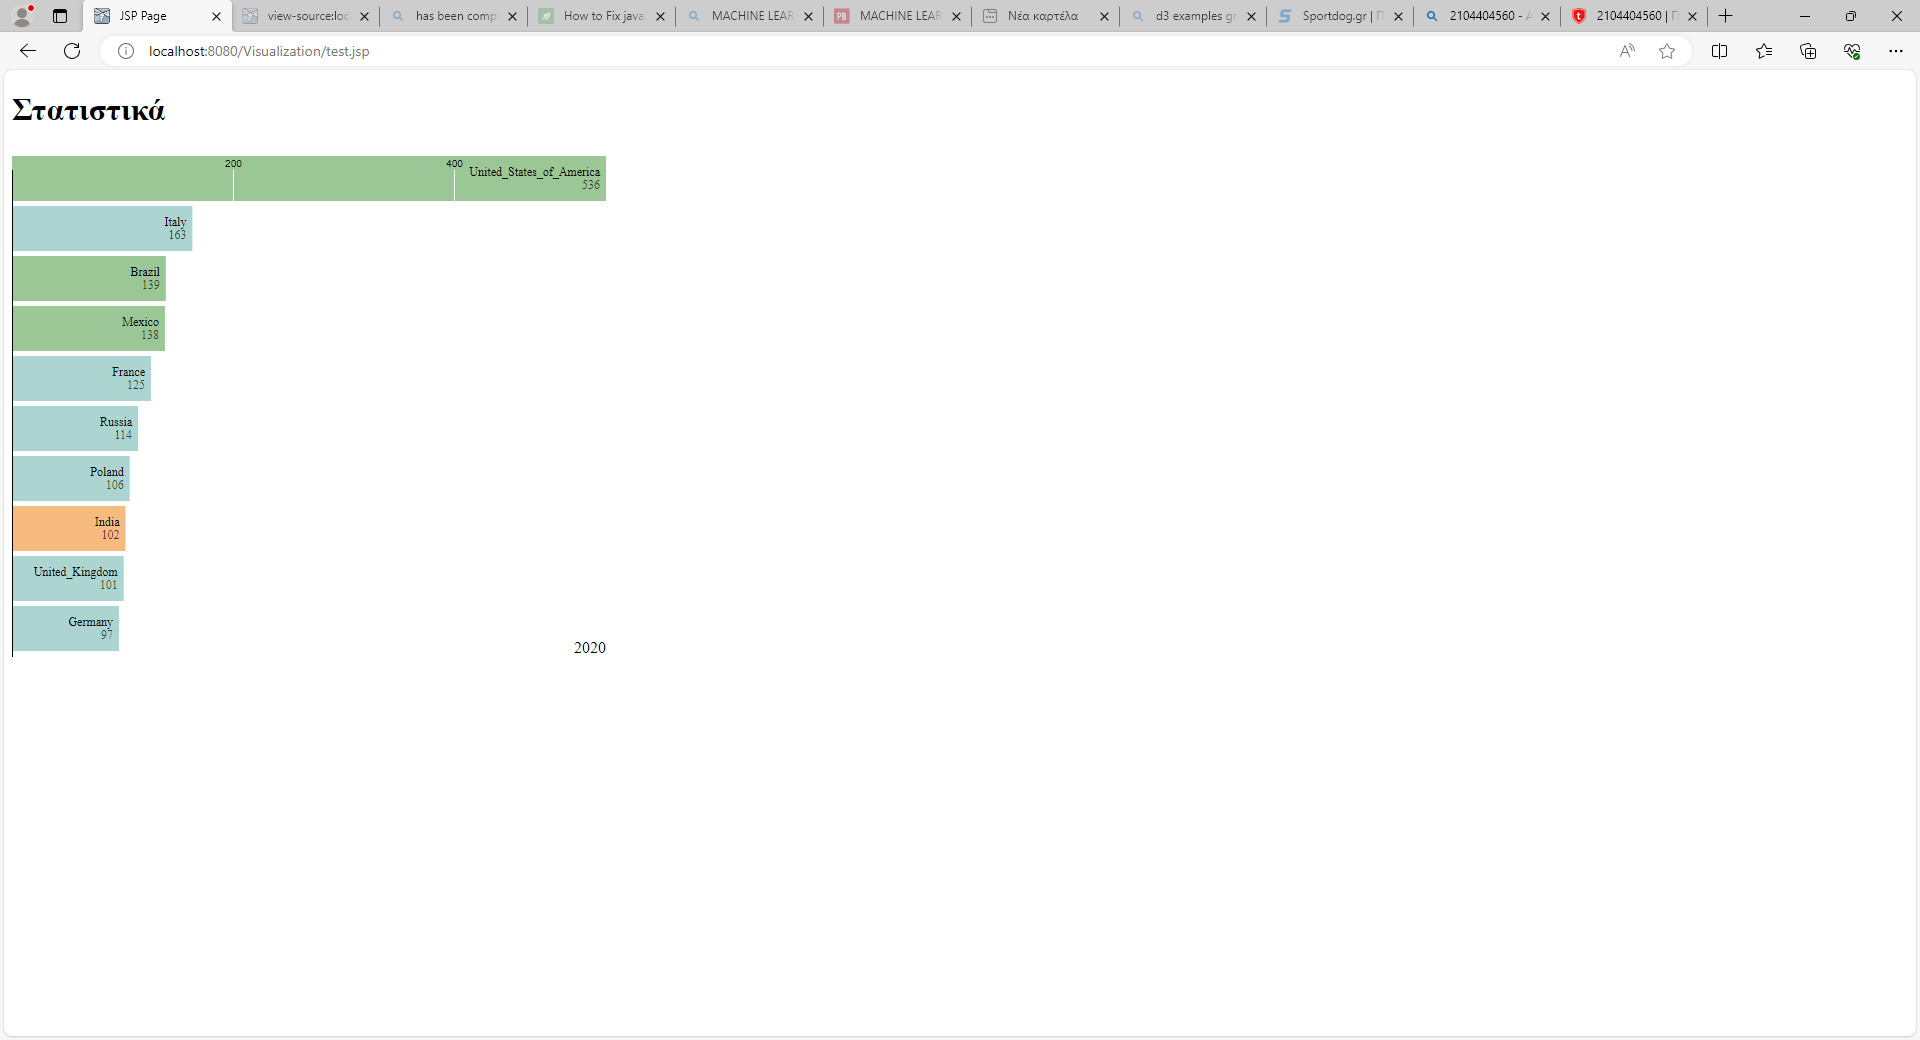 JSP Page
view-source:loc
has been comp
How to Fix java.
MACHINE LEAR
PB
MACHINE LEAR
Νέα καρτέλα
d3 examples gr
Sportdog.gr | Π
2104404560 - Α
2104404560 | Π
localhost:8080/Visualization/test.jsp
Στατιστικά
200
400
United_States_of_America
536
Italy
163
Brazil
139
Mexico
138
France
125
Russia
114
Poland
106
India
102
United_Kingdom
101
Germany
97
2020